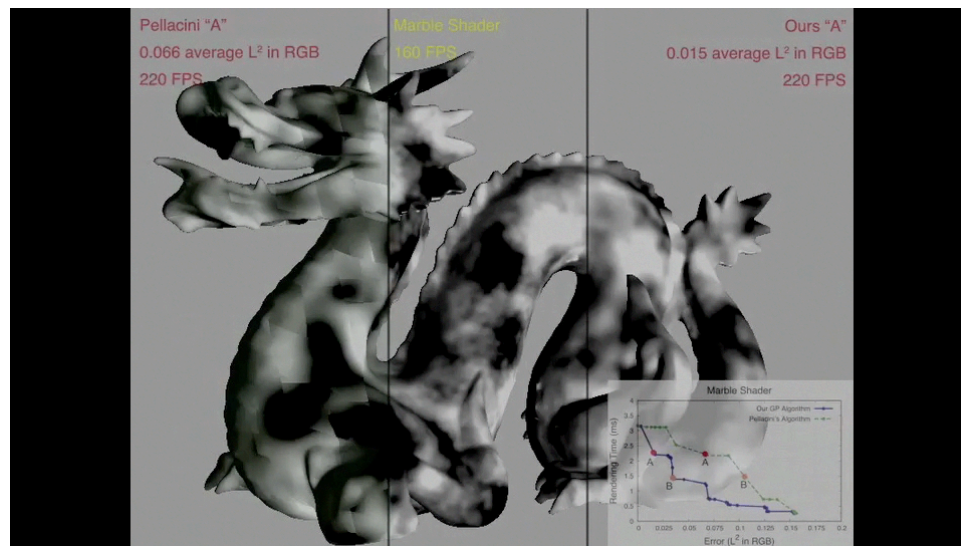 Pellacini “A”
0.066 average L² in RGB
220 FPS
Marble Shader
160 FPS
Ours “A”
0.015 average L² in RGB
220 FPS
Marble Shader
Our GP Algorithm
Pellacini's Algorithm
Rendering Time (ms)
4
3.5
3
2.5
2
1.5
1
0.5
0
A
A
B
B
0 0.025 0.05 0.075 0.1 0.125 0.15 0.175 0.2
Error (L² in RGB)